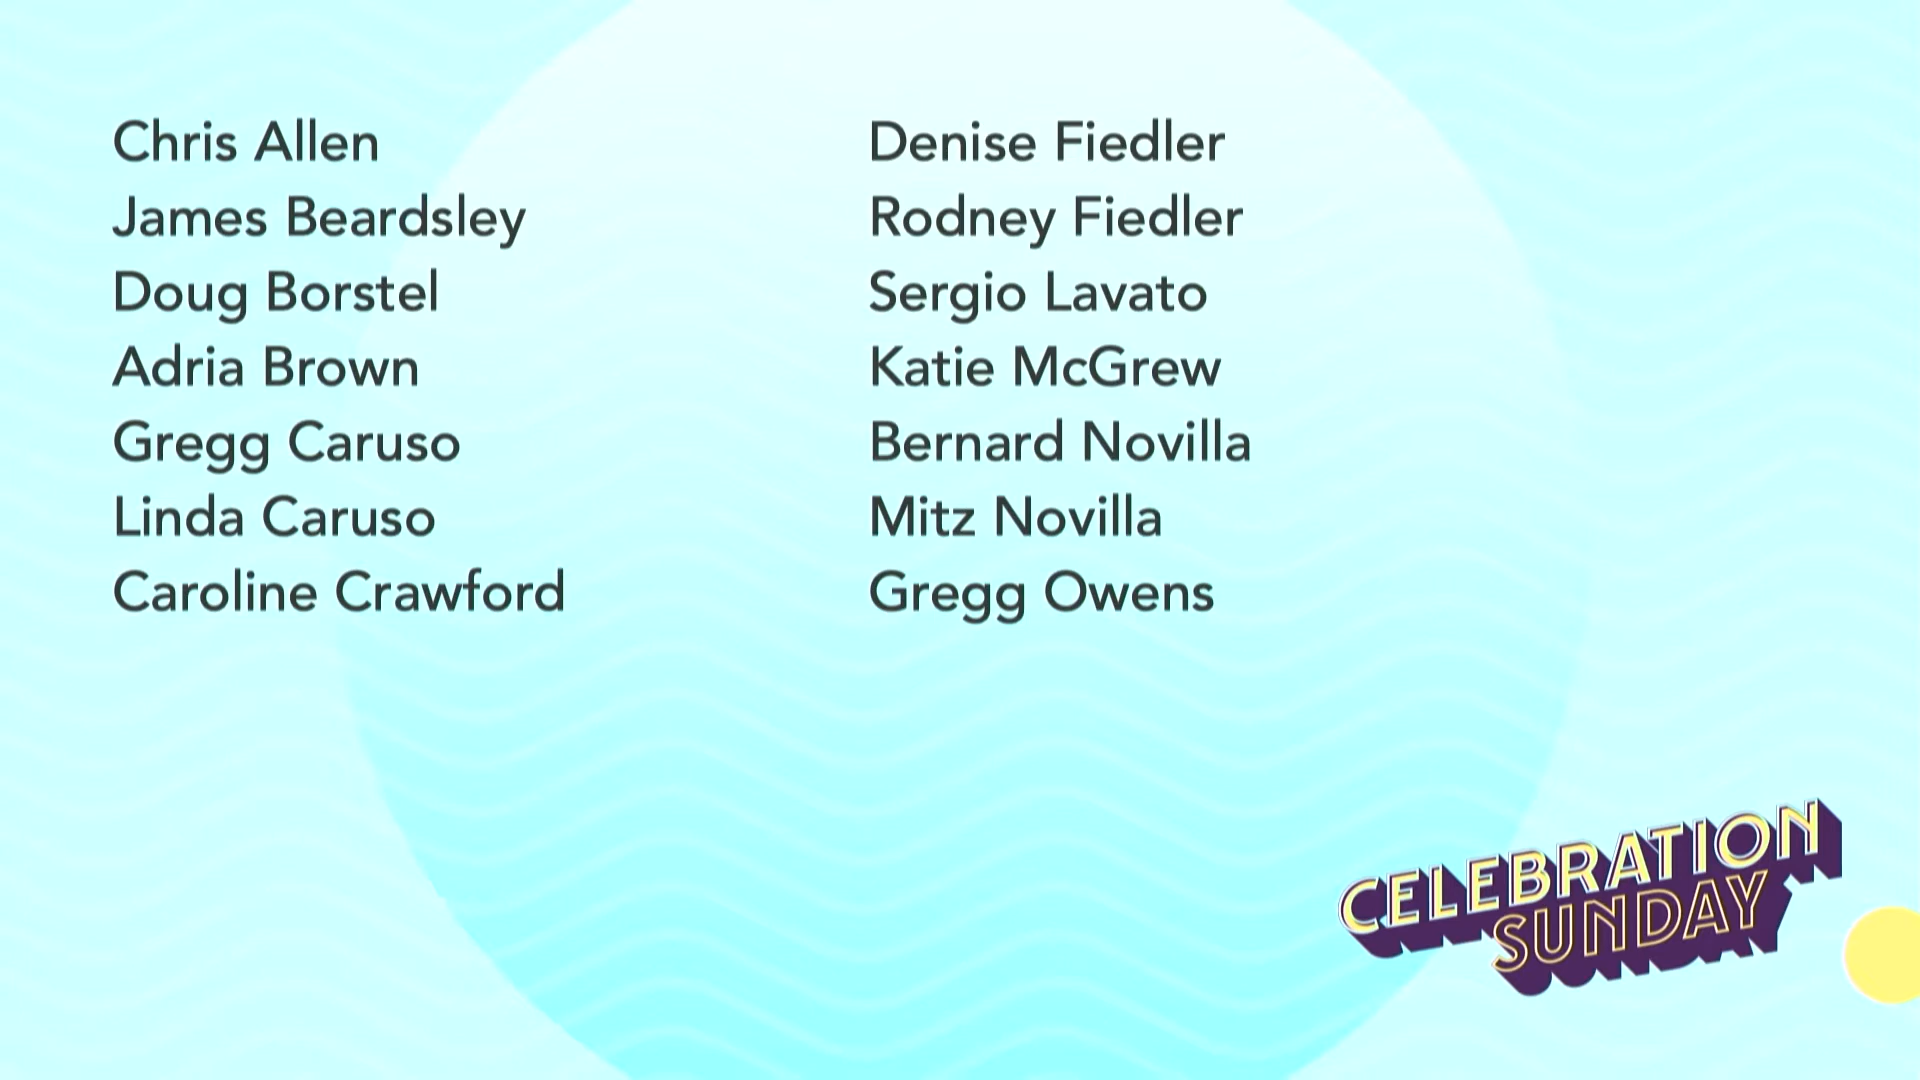 Chris Allen
James Beardsley
Doug Borstel
Adria Brown
Gregg Caruso
Linda Caruso
Caroline Crawford
Denise Fiedler
Rodney Fiedler
Sergio Lavato
Katie McGrew
Bernard Novilla
Mitz Novilla
Gregg Owens
CELEBRATION
SUNDAY